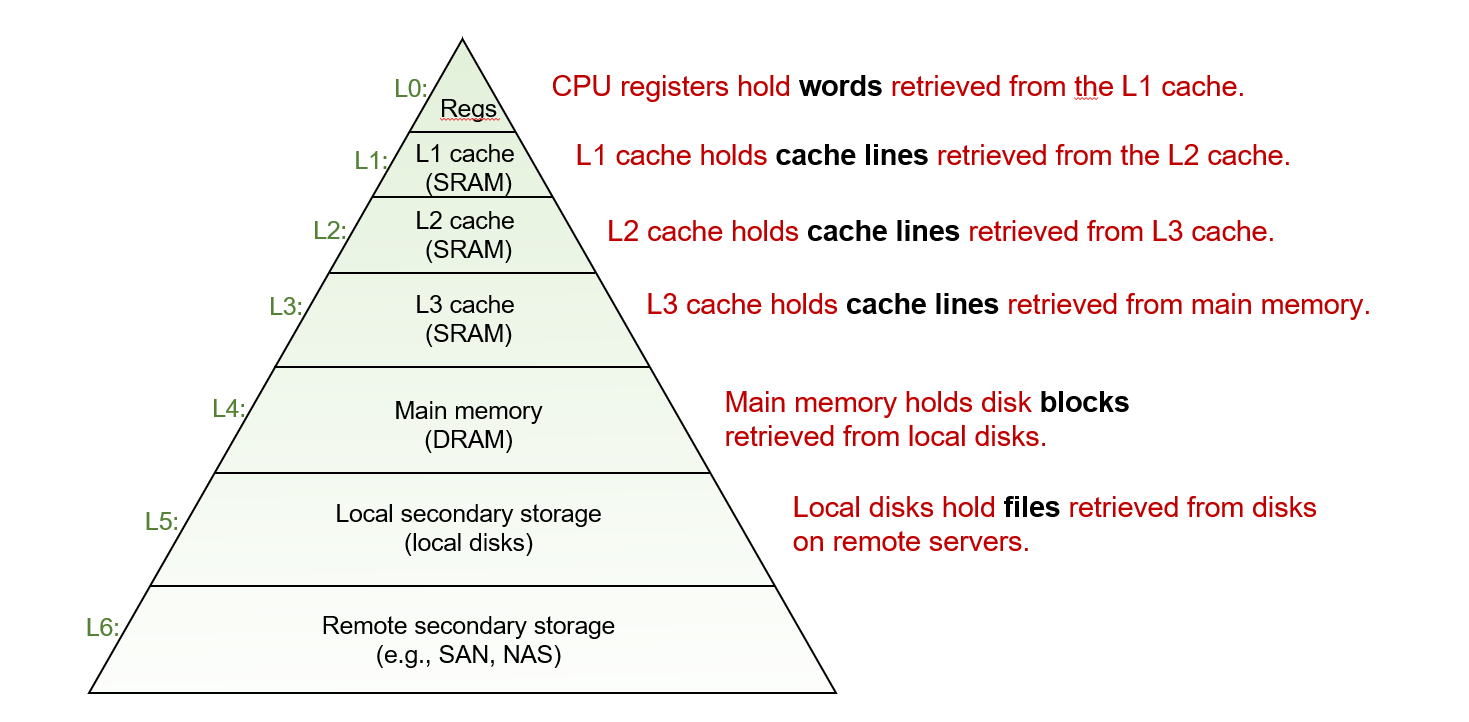 L0:
Regs
CPU registers hold words retrieved from the L1 cache.
L1:
L1 cache
(SRAM)
L1 cache holds cache lines retrieved from the L2 cache.
L2:
L2 cache
(SRAM)
L2 cache holds cache lines retrieved from L3 cache.
L3:
L3 cache
(SRAM)
L3 cache holds cache lines retrieved from main memory.
L4:
Main memory
(DRAM)
Main memory holds disk blocks
retrieved from local disks.
L5:
Local secondary storage
(local disks)
Local disks hold files retrieved from disks
on remote servers.
L6:
Remote secondary storage
(e.g., SAN, NAS)